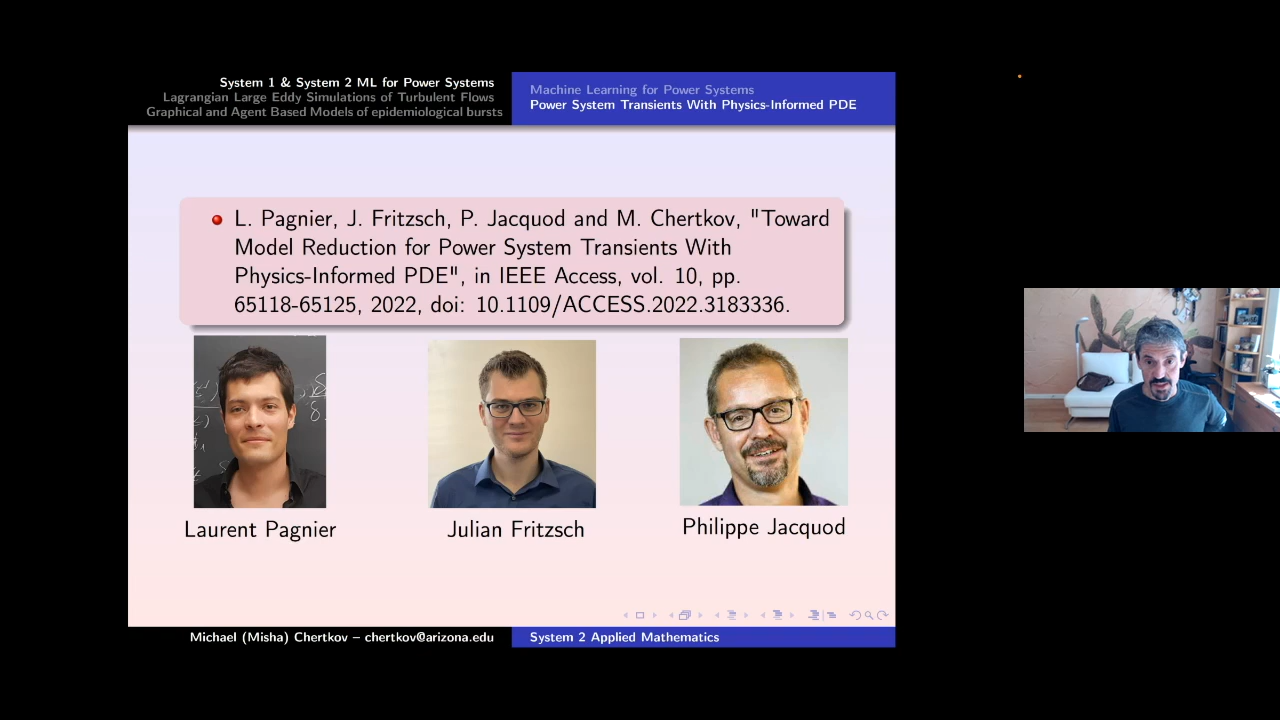 System 1 & System 2 ML for Power Systems
Lagrangian Large Eddy Simulations of Turbulent Flows
Graphical and Agent Based Models of epidemiological bursts
Machine Learning for Power Systems
Power System Transients With Physics-Informed PDE
L. Pagnier, J. Fritzsch, P. Jacquod and M. Chertkov, "Toward
Model Reduction for Power System Transients With
Physics-Informed PDE", in IEEE Access, vol. 10, pp.
65118-65125, 2022, doi: 10.1109/ACCESS.2022.3183336.
Laurent Pagnier
Julian Fritzsch
Philippe Jacquod
Michael (Misha) Chertkov – chertkov@arizona.edu
System 2 Applied Mathematics